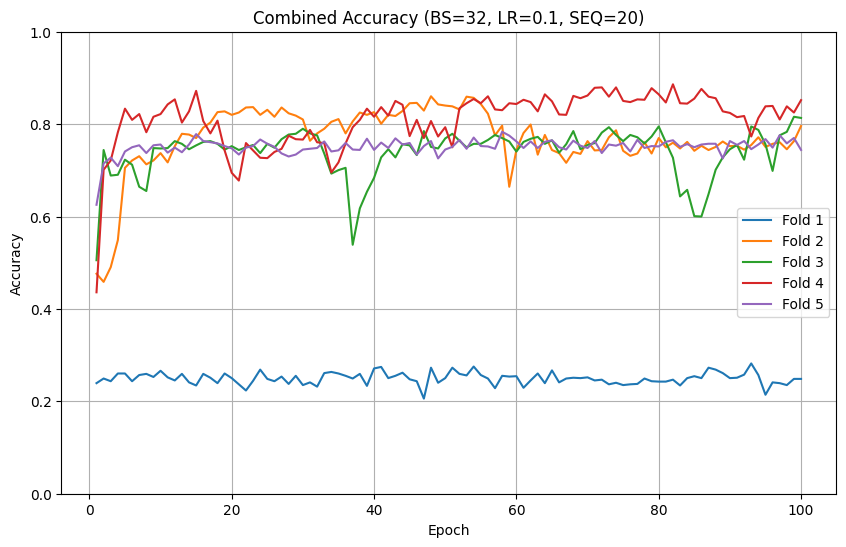 Combined Accuracy (BS=32, LR=0.1, SEQ=20)
Accuracy
1.0
0.8
0.6
0.4
0.2
0.0
Fold 1
Fold 2
Fold 3
Fold 4
Fold 5
0 20 40 60 80 100
Epoch